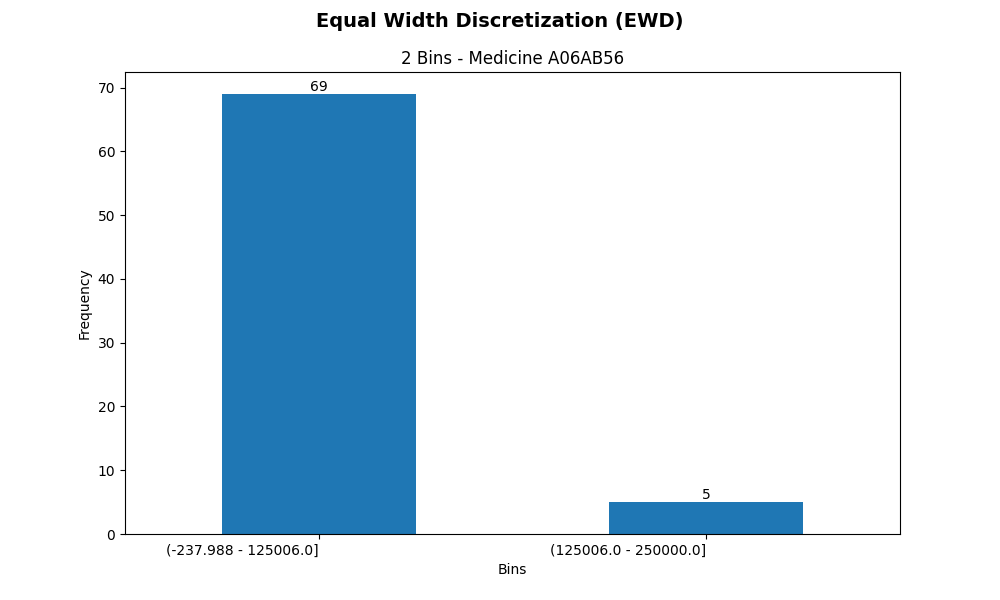 Equal Width Discretization (EWD)
2 Bins - Medicine A06AB56
70
60
50
40
30
20
10
0
Frequency
69
5
(-237.988 - 125006.0]
(125006.0 - 250000.0]
Bins